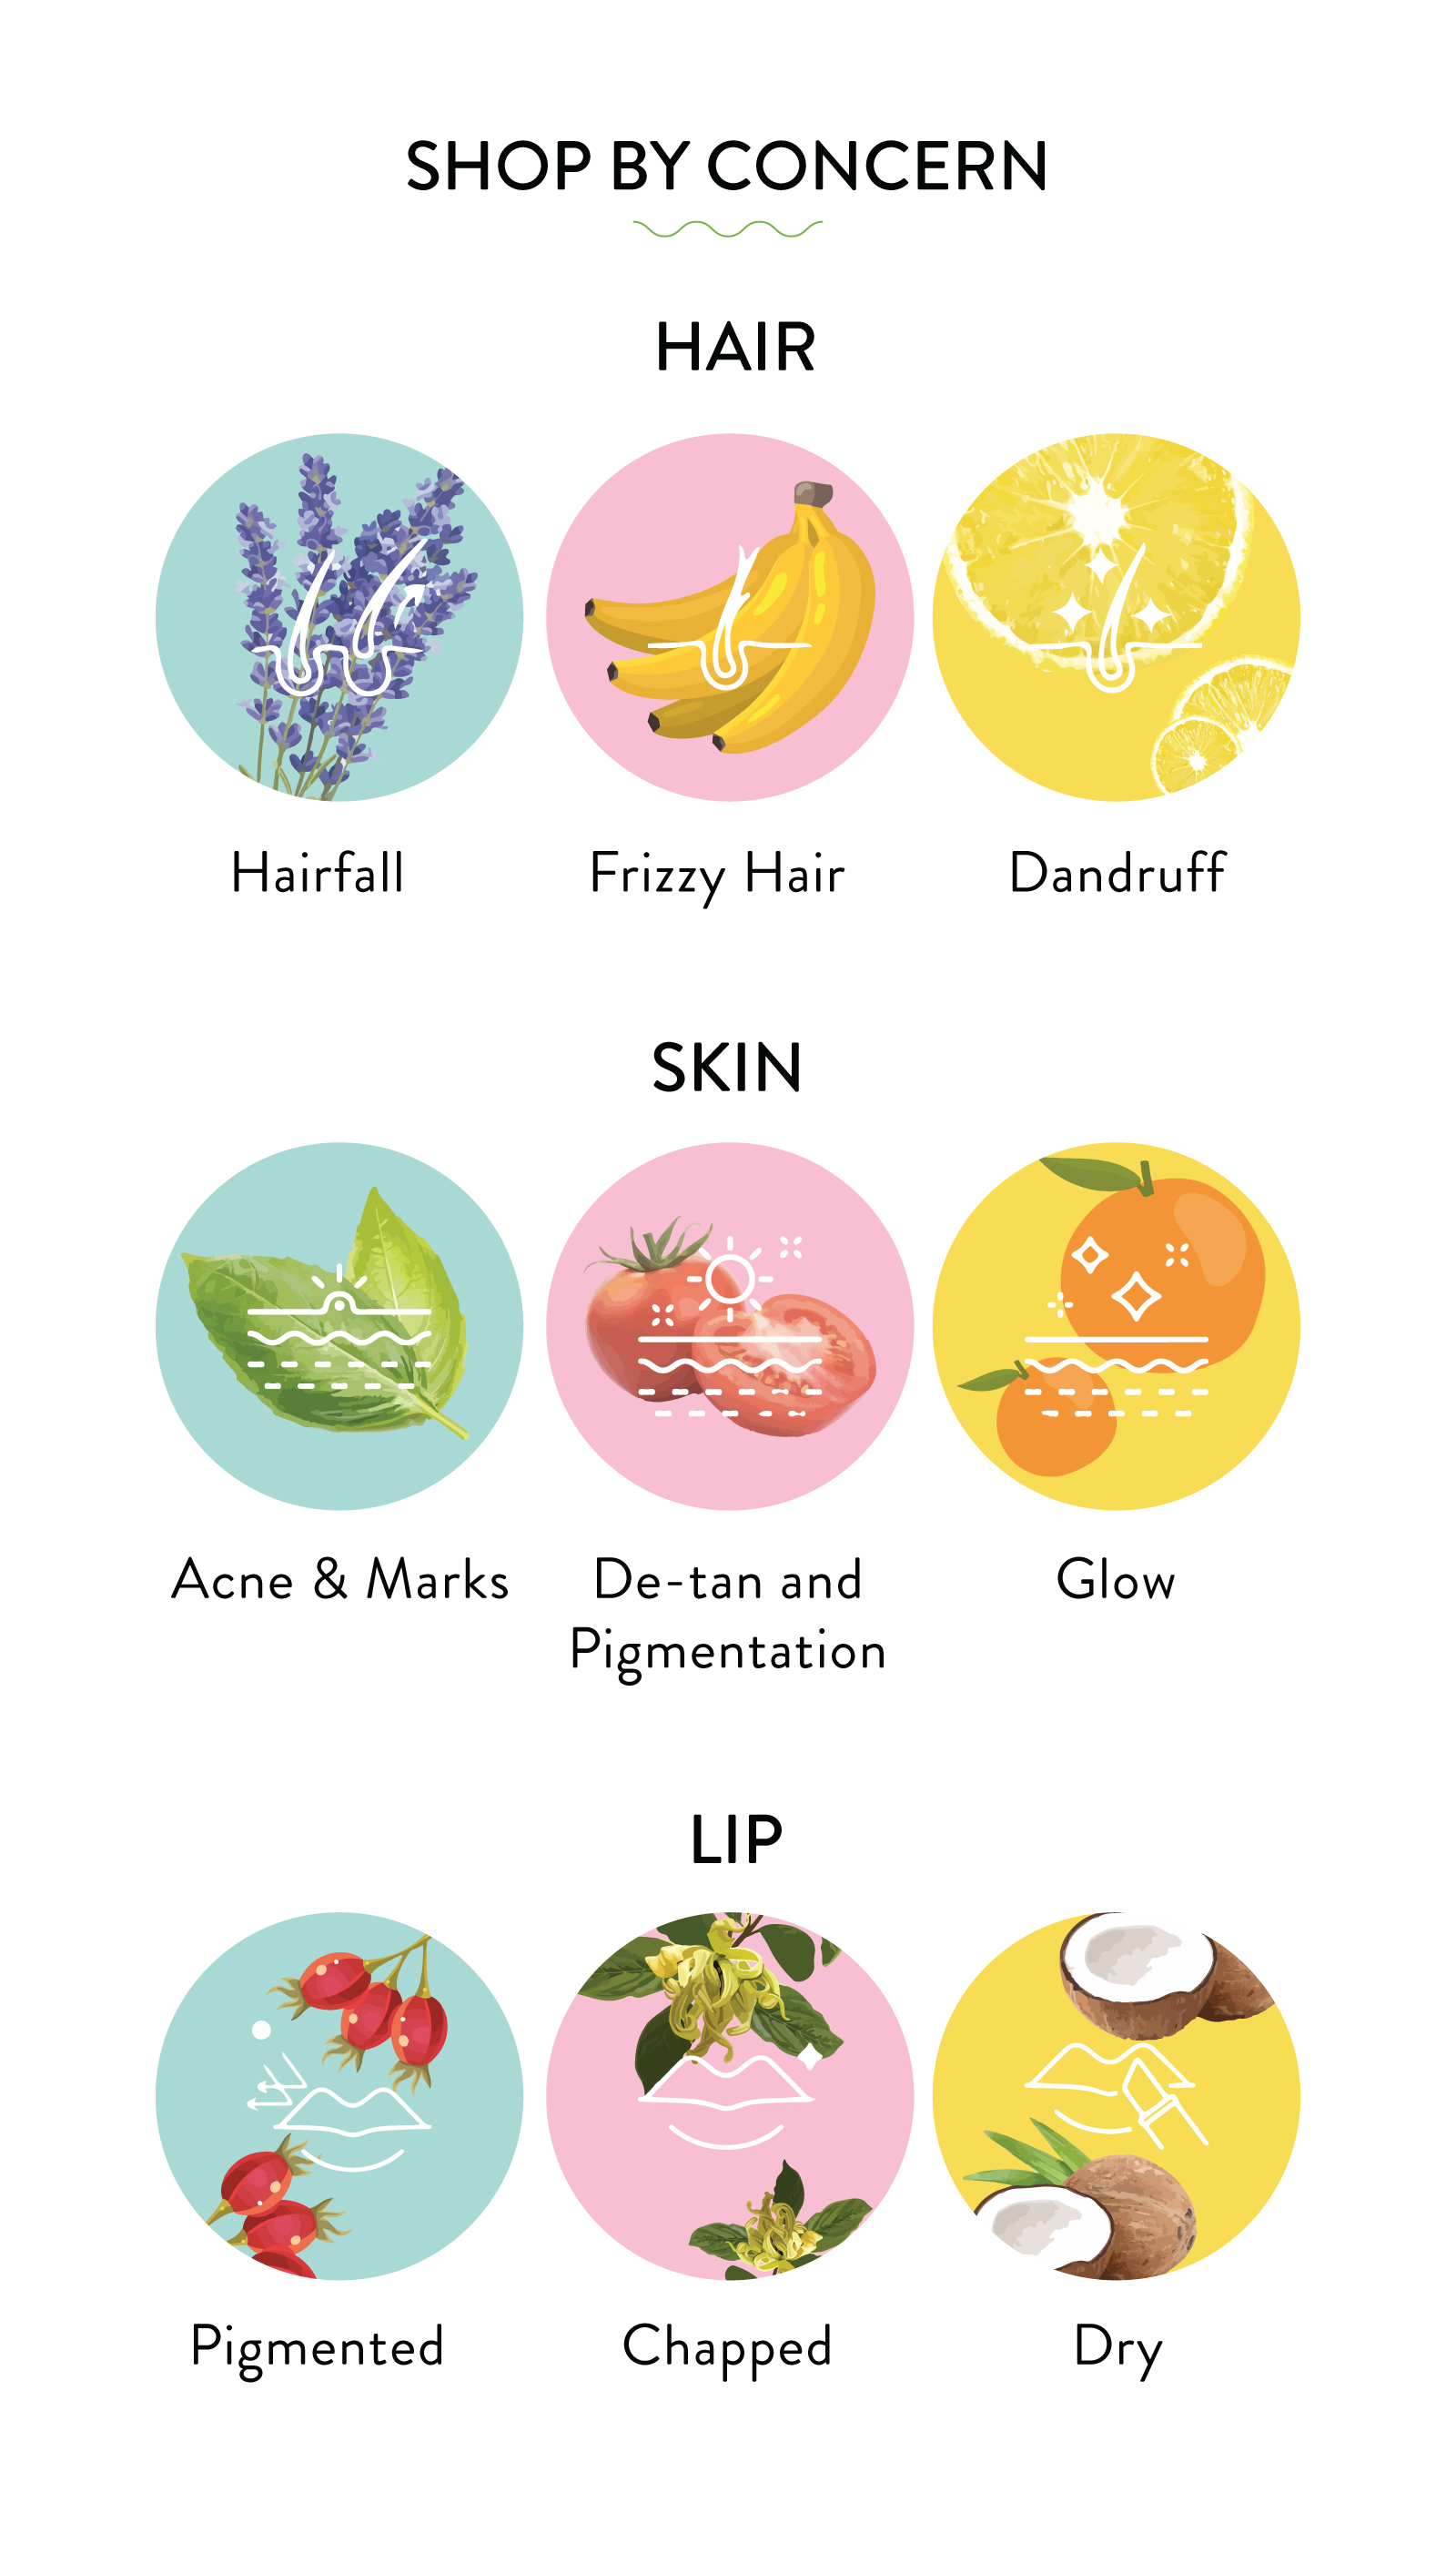 SHOP BY CONCERN
HAIR
Hairfall
Frizzy Hair
Dandruff
SKIN
Acne & Marks
De-tan and
Pigmentation
Glow
LIP
Pigmented
Chapped
Dry